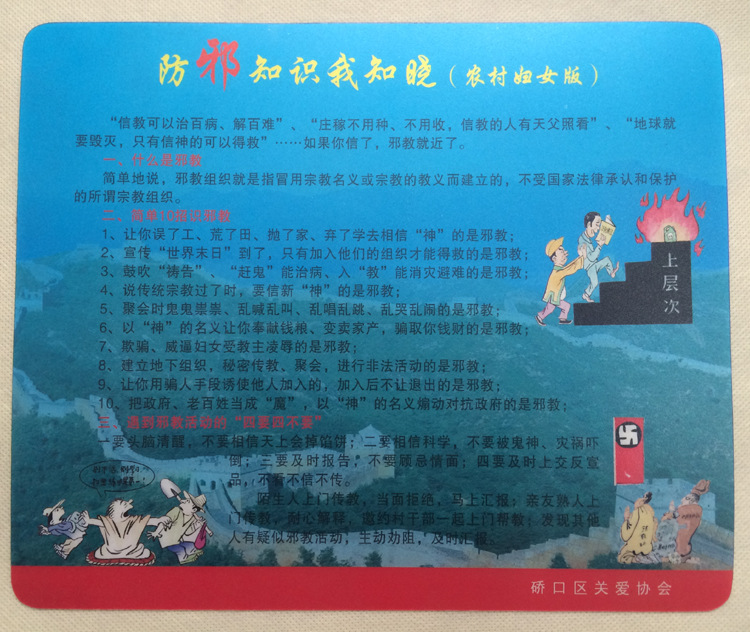 防邪知识我知晓（农村妇女版）
“信教可以治百病、解百难”、“庄稼不用种、不用收，信教的人有天父照看”、“地球就
要毁灭，只有信神的可以得救”……如果你信了，邪教就近了。
一、什么是邪教
简单地说，邪教组织就是指冒用宗教名义或宗教的教义而建立的，不受国家法律承认和保护
的所谓宗教组织。
二、简单10招识邪教
1、让你误了工、荒了田、抛了家、弃了学去相信“神”的是邪教；
2、宣传“世界末日”到了，只有加入他们的组织才能得救的是邪教；
3、鼓吹“祷告”、“赶鬼”能治病、入“教”能消灾避难的是邪教；
4、说传统宗教过了时，要信新“神”的是邪教；
5、聚会时鬼鬼祟祟、乱喊乱叫、乱唱乱跳、乱哭乱闹的是邪教；
6、以“神”的名义让你奉献钱粮、变卖家产，骗取你钱财的是邪教；
7、欺骗、威逼妇女受教主凌辱的是邪教；
8、建立地下组织，秘密传教、聚会，进行非法活动的是邪教；
9、让你用骗人手段诱使他人加入的，加入后不让退出的是邪教；
10、把政府、老百姓当成“魔”，以“神”的名义煽动对抗政府的是邪教；
上层次
三、遇到邪教活动的“四要四不要”
一要头脑清醒，不要相信天上会掉馅饼；二要相信科学，不要被鬼神、灾祸吓
倒；三要及时报告，不要顾忌情面；四要及时上交反宣
品，不看不信不传。
陌生人上门传教，当面拒绝，马上汇报；亲友熟人上
门传教，耐心解释，邀约村干部一起上门帮教；发现其他
人有疑似邪教活动；生动劝阻，及时汇报。
硚口区关爱协会